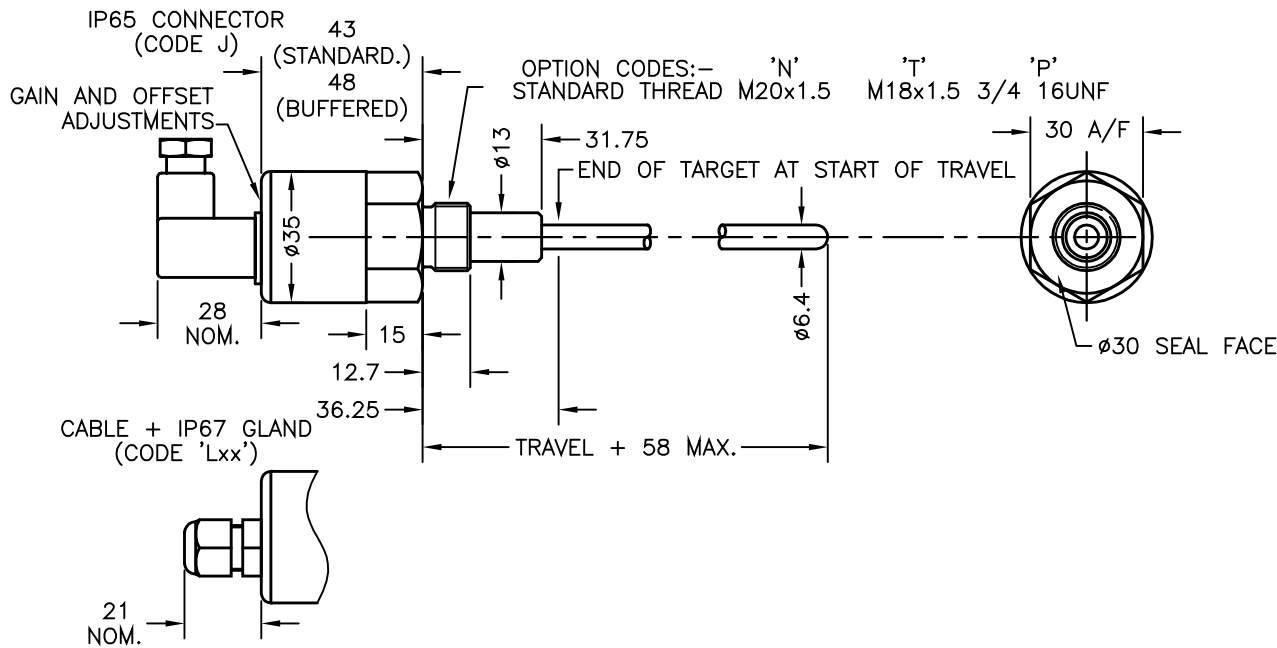 IP65 CONNECTOR
(CODE J)
43
(STANDARD.)
48
(BUFFERED)
OPTION CODES:– 'N' 'T' 'P'
STANDARD THREAD M20x1.5 M18x1.5 3/4 16UNF
GAIN AND OFFSET
ADJUSTMENTS
ø13
31.75
30 A/F
END OF TARGET AT START OF TRAVEL
ø35
ø6.4
28
NOM.
15
ø30 SEAL FACE
12.7
36.25
CABLE + IP67 GLAND
(CODE 'Lxx')
TRAVEL + 58 MAX.
21
NOM.